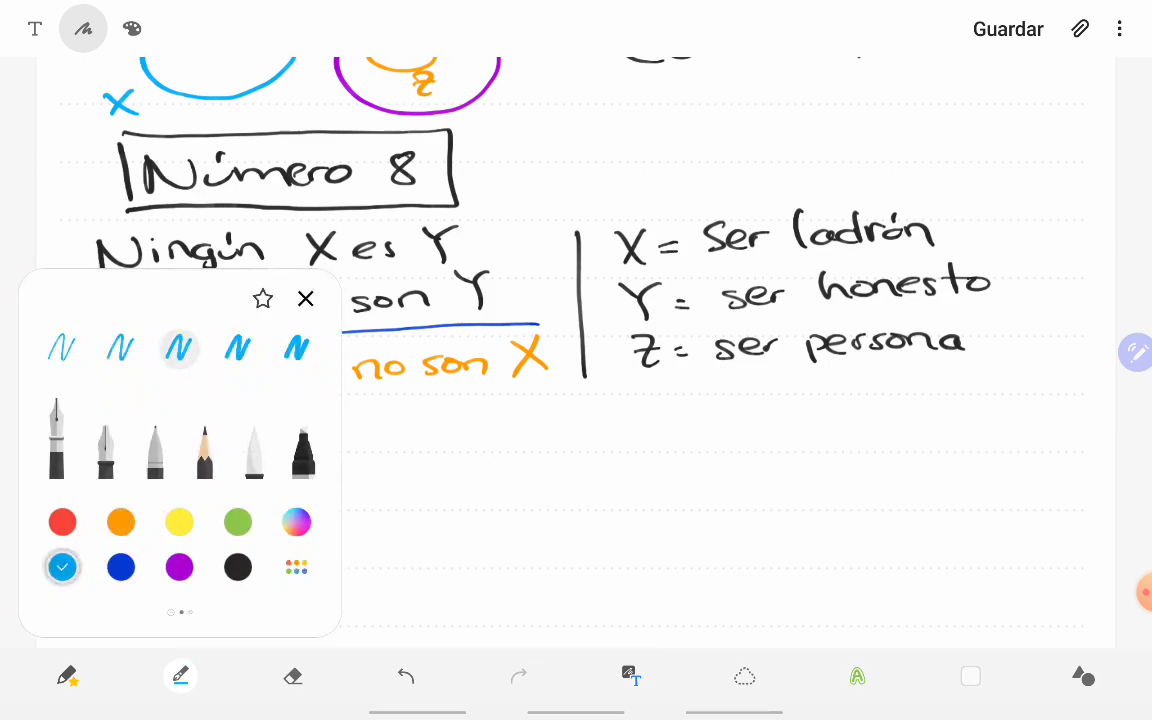 T
Guardar
X
Z
Número 8
Ningún X es Y
son Y
no son X
X = Ser ladrón
Y = ser honesto
Z = ser persona